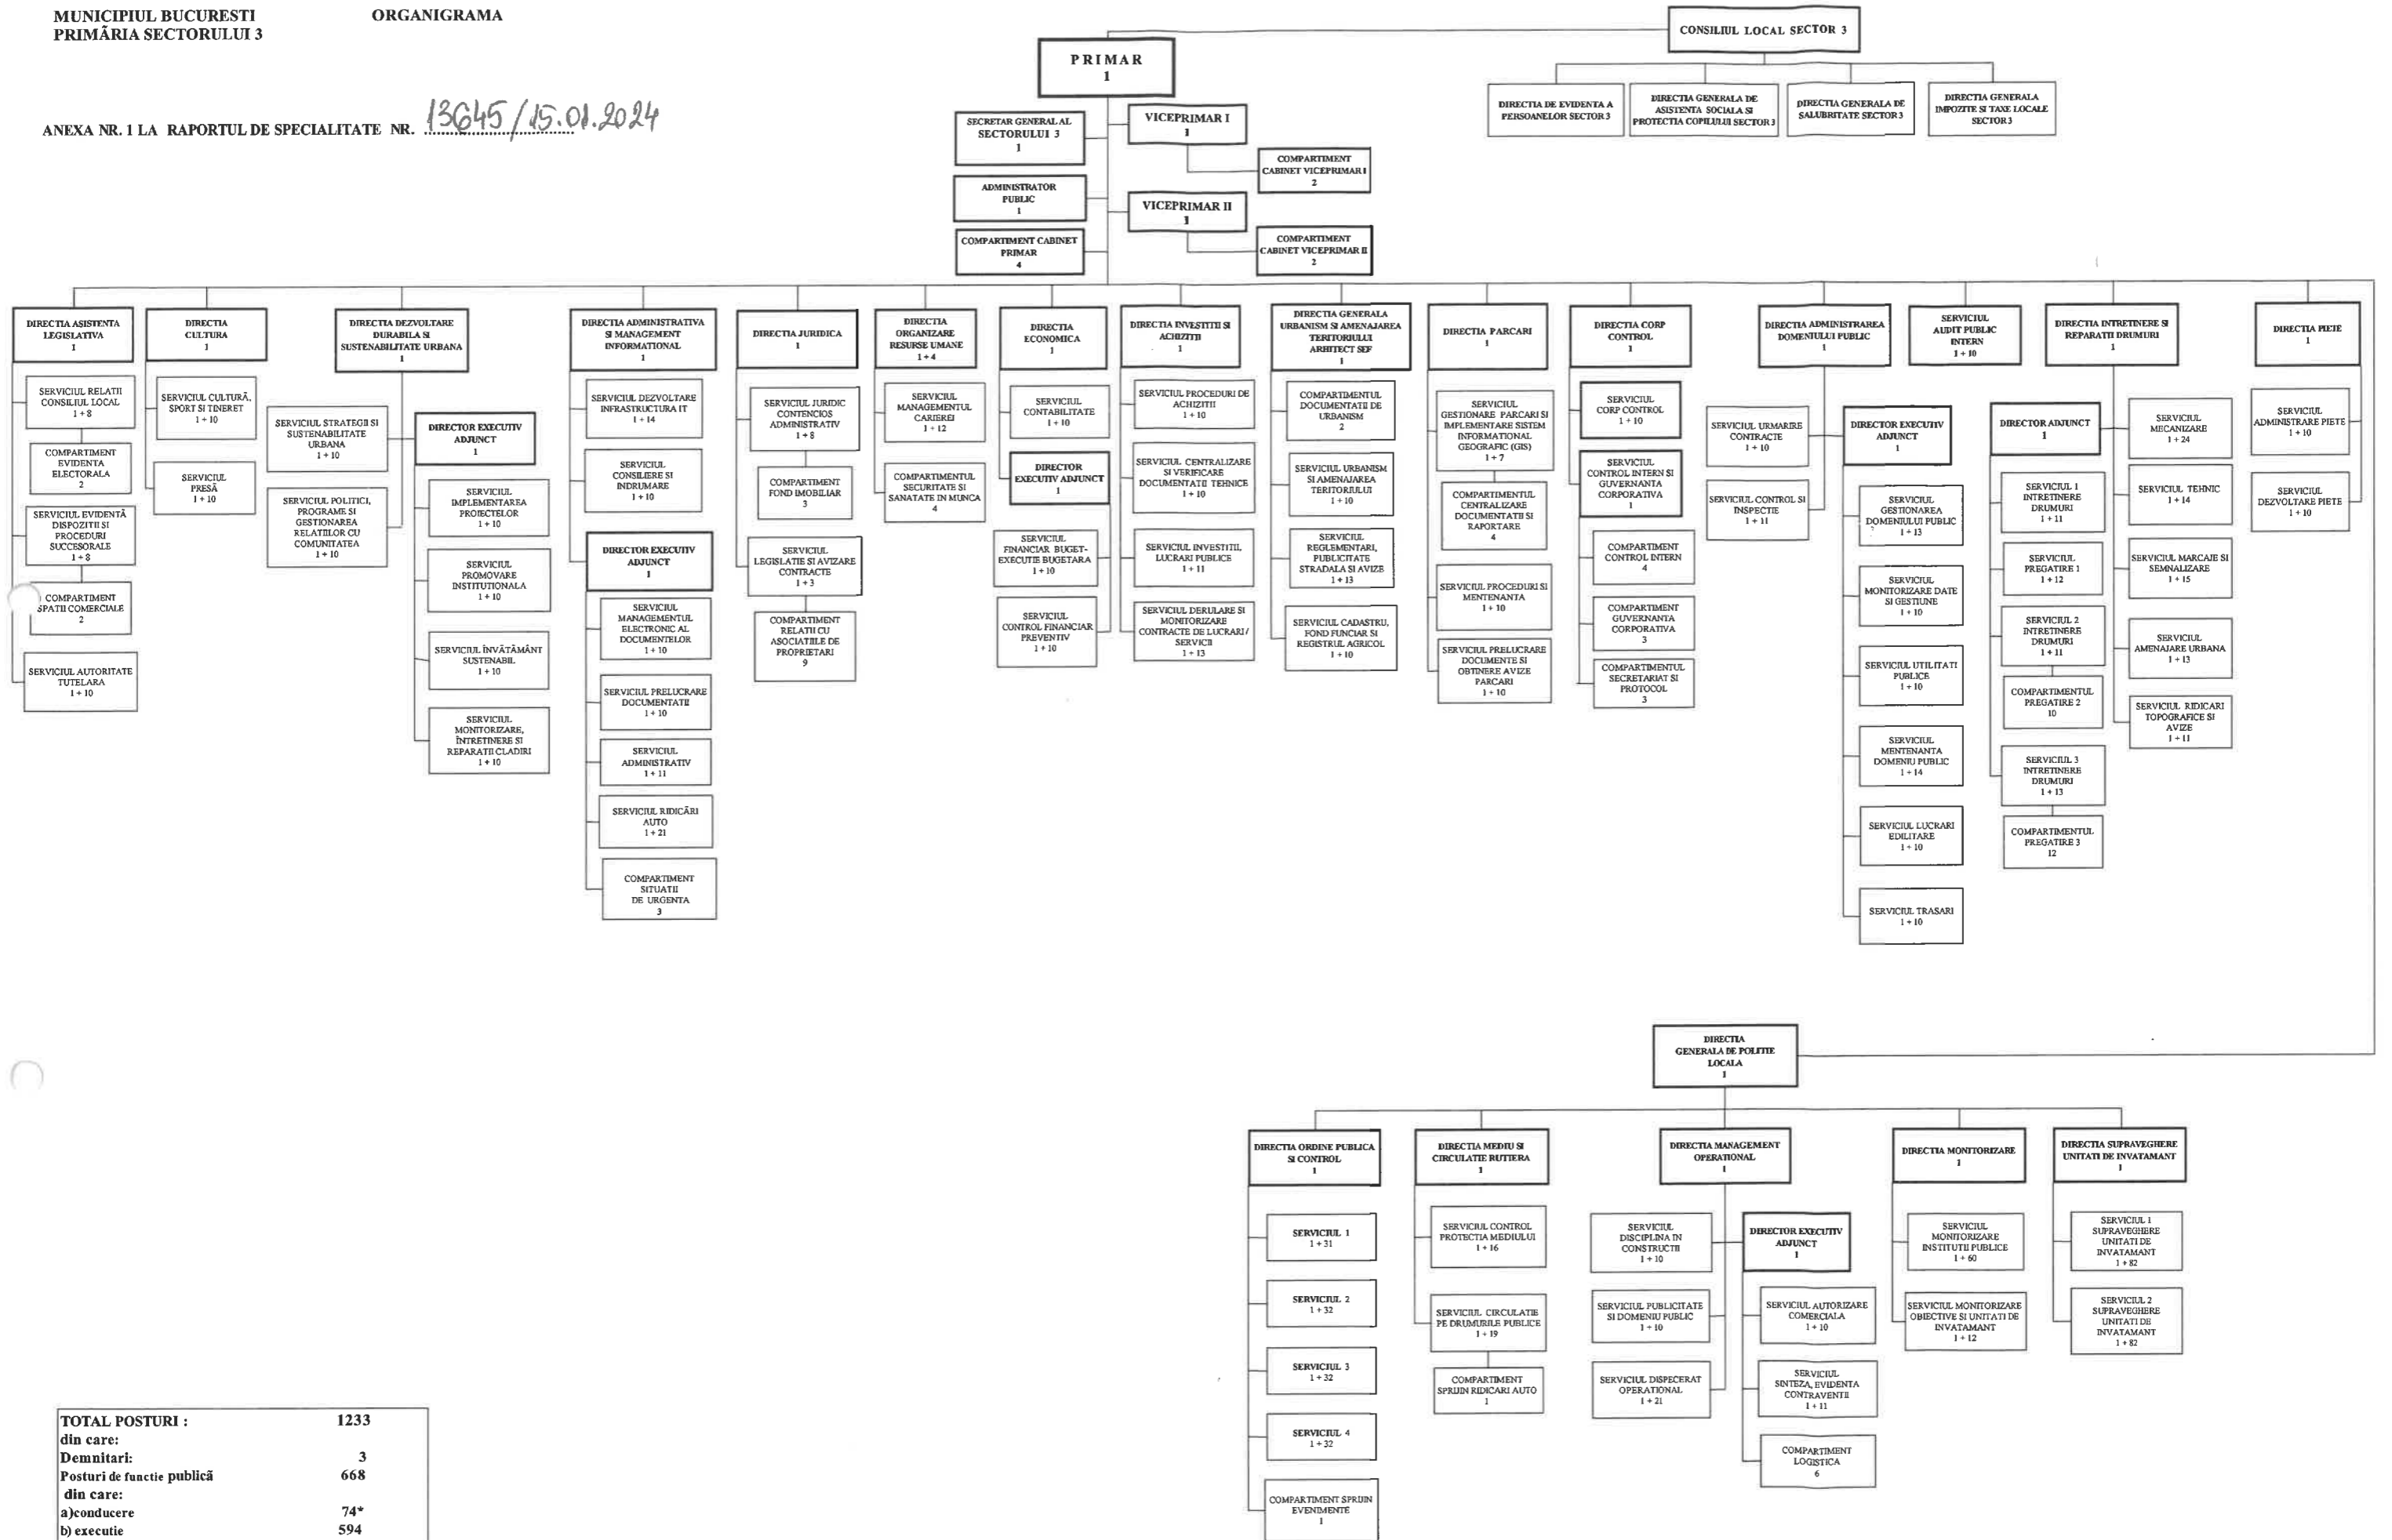 MUNICIPIUL BUCURESTI
PRIMĂRIA SECTORULUI 3
ORGANIGRAMA
ANEXA NR. 1 LA RAPORTUL DE SPECIALITATE NR. 13645/15.01.2024
CONSILIUL LOCAL SECTOR 3
DIRECTIA DE EVIDENTA A
PERSOANELOR SECTOR 3
DIRECTIA GENERALA DE
ASISTENTA SOCIALA SI
PROTECTIA COPILULUI SECTOR 3
DIRECTIA GENERALA DE
SALUBRITATE SECTOR 3
DIRECTIA GENERALA
IMPOZITE SI TAXE LOCALE
SECTOR 3
PRIMAR
1
SECRETAR GENERAL AL
SECTORULUI 3
1
VICEPRIMAR I
1
COMPARTIMENT
CABINET VICEPRIMAR I
2
ADMINISTRATOR
PUBLIC
1
VICEPRIMAR II
1
COMPARTIMENT CABINET
PRIMAR
4
COMPARTIMENT
CABINET VICEPRIMAR II
2
DIRECTIA ASISTENTA
LEGISLATIVA
1
SERVICIUL RELATII
CONSILIUL LOCAL
1 + 8
COMPARTIMENT
EVIDENTA
ELECTORALA
2
SERVICIUL EVIDENTĂ
DISPOZITII SI
PROCEDURI
SUCCESORALE
1 + 8
COMPARTIMENT
SPATII COMERCIALE
2
SERVICIUL AUTORITATE
TUTELARA
1 + 10
DIRECTIA
CULTURA
1
SERVICIUL CULTURĂ,
SPORT SI TINERET
1 + 10
SERVICIUL
PRESĂ
1 + 10
DIRECTIA DEZVOLTARE
DURABILA SI
SUSTENABILITATE URBANA
1
SERVICIUL STRATEGII SI
SUSTENABILITATE
URBANA
1 + 10
SERVICIUL POLITICI,
PROGRAME SI
GESTIONAREA
RELATIILOR CU
COMUNITATEA
1 + 10
DIRECTOR EXECUTIV
ADJUNCT
1
SERVICIUL
IMPLEMENTAREA
PROIECTELOR
1 + 10
SERVICIUL
PROMOVARE
INSTITUTIONALA
1 + 10
SERVICIUL ÎNVĂTĂMÂNT
SUSTENABIL
1 + 10
SERVICIUL
MONITORIZARE,
ÎNTRETINERE SI
REPARATII CLADIRI
1 + 10
DIRECTIA ADMINISTRATIVA
SI MANAGEMENT
INFORMATIONAL
1
SERVICIUL DEZVOLTARE
INFRASTRUCTURA IT
1 + 14
SERVICIUL
CONSILIERE SI
INDRUMARE
1 + 10
DIRECTOR EXECUTIV
ADJUNCT
1
SERVICIUL
MANAGEMENTUL
ELECTRONIC AL
DOCUMENTELOR
1 + 10
SERVICIUL PRELUCRARE
DOCUMENTATII
1 + 10
SERVICIUL
ADMINISTRATIV
1 + 11
SERVICIUL RIDICĂRI
AUTO
1 + 21
COMPARTIMENT
SITUATII
DE URGENTA
3
DIRECTIA JURIDICA
1
SERVICIUL JURIDIC
CONTENCIOS
ADMINISTRATIV
1 + 8
COMPARTIMENT
FOND IMOBILIAR
3
SERVICIUL
LEGISLATIE SI AVIZARE
CONTRACTE
1 + 3
COMPARTIMENT
RELATII CU
ASOCIATIILE DE
PROPRIETARI
9
DIRECTIA
ORGANIZARE
RESURSE UMANE
1 + 4
SERVICIUL
MANAGEMENTUL
CARIEREI
1 + 12
COMPARTIMENTUL
SECURITATE SI
SANATATE IN MUNCA
4
DIRECTIA
ECONOMICA
1
SERVICIUL
CONTABILITATE
1 + 10
DIRECTOR
EXECUTIV ADJUNCT
1
SERVICIUL
FINANCIAR BUGET-
EXECUTIE BUGETARA
1 + 10
SERVICIUL
CONTROL FINANCIAR
PREVENTIV
1 + 10
DIRECTIA INVESTITII SI
ACHIZITII
1
SERVICIUL PROCEDURI DE
ACHIZITII
1 + 10
SERVICIUL CENTRALIZARE
SI VERIFICARE
DOCUMENTATII TEHNICE
1 + 10
SERVICIUL INVESTITII,
LUCRARI PUBLICE
1 + 11
SERVICIUL DERULARE SI
MONITORIZARE
CONTRACTE DE LUCRARI /
SERVICII
1 + 13
DIRECTIA GENERALA
URBANISM SI AMENAJAREA
TERITORIULUI
ARHITECT SEF
1
COMPARTIMENTUL
DOCUMENTATII DE
URBANISM
2
SERVICIUL URBANISM
SI AMENAJAREA
TERITORIULUI
1 + 10
SERVICIUL
REGLEMENTARI,
PUBLICITATE
STRADALA SI AVIZE
1 + 13
SERVICIUL CADASTRU,
FOND FUNCIAR SI
REGISTRUL AGRICOL
1 + 10
DIRECTIA PARCARI
1
SERVICIUL
GESTIONARE PARCARI SI
IMPLEMENTARE SISTEM
INFORMATIONAL
GEOGRAFIC (GIS)
1 + 7
COMPARTIMENTUL
CENTRALIZARE
DOCUMENTATII SI
RAPORTARE
4
SERVICIUL PROCEDURI SI
MENTENANTA
1 + 10
SERVICIUL PRELUCRARE
DOCUMENTE SI
OBTINERE AVIZE
PARCARI
1 + 10
DIRECTIA CORP
CONTROL
1
SERVICIUL
CORP CONTROL
1 + 10
SERVICIUL
CONTROL INTERN SI
GUVERNANTA
CORPORATIVA
1
COMPARTIMENT
CONTROL INTERN
4
COMPARTIMENT
GUVERNANTA
CORPORATIVA
3
COMPARTIMENTUL
SECRETARIAT SI
PROTOCOL
3
DIRECTIA ADMINISTRAREA
DOMENIULUI PUBLIC
1
SERVICIUL URMARIRE
CONTRACTE
1 + 10
SERVICIUL CONTROL SI
INSPECTIE
1 + 11
DIRECTOR EXECUTIV
ADJUNCT
1
SERVICIUL
GESTIONAREA
DOMENIULUI PUBLIC
1 + 13
SERVICIUL
MONITORIZARE DATE
SI GESTIUNE
1 + 10
SERVICIUL UTILITATI
PUBLICE
1 + 10
SERVICIUL
MENTENANTA
DOMENIU PUBLIC
1 + 14
SERVICIUL LUCRARI
EDILITARE
1 + 10
SERVICIUL TRASARI
1 + 10
SERVICIUL
AUDIT PUBLIC
INTERN
1 + 10
DIRECTIA INTRETINERE SI
REPARATII DRUMURI
1
DIRECTOR ADJUNCT
1
SERVICIUL 1
INTRETINERE
DRUMURI
1 + 11
SERVICIUL
PREGATIRE 1
1 + 12
SERVICIUL 2
INTRETINERE
DRUMURI
1 + 11
COMPARTIMENTUL
PREGATIRE 2
10
SERVICIUL 3
INTRETINERE
DRUMURI
1 + 13
COMPARTIMENTUL
PREGATIRE 3
12
SERVICIUL
MECANIZARE
1 + 24
SERVICIUL TEHNIC
1 + 14
SERVICIUL MARCAJE SI
SEMNALIZARE
1 + 15
SERVICIUL
AMENAJARE URBANA
1 + 13
SERVICIUL RIDICARI
TOPOGRAFICE SI
AVIZE
1 + 11
DIRECTIA PIETE
1
SERVICIUL
ADMINISTRARE PIETE
1 + 10
SERVICIUL
DEZVOLTARE PIETE
1 + 10
DIRECTIA
GENERALA DE POLITIE
LOCALA
1
DIRECTIA ORDINE PUBLICA
SI CONTROL
1
SERVICIUL 1
1 + 31
SERVICIUL 2
1 + 32
SERVICIUL 3
1 + 32
SERVICIUL 4
1 + 32
COMPARTIMENT SPRIJIN
EVENIMENTE
1
DIRECTIA MEDIU SI
CIRCULATIE RUTIERA
1
SERVICIUL CONTROL
PROTECTIA MEDIULUI
1 + 16
SERVICIUL CIRCULATIE
PE DRUMURILE PUBLICE
1 + 19
COMPARTIMENT
SPRIJIN RIDICARI AUTO
1
DIRECTIA MANAGEMENT
OPERATIONAL
1
SERVICIUL
DISCIPLINA IN
CONSTRUCTII
1 + 10
SERVICIUL PUBLICITATE
SI DOMENIU PUBLIC
1 + 10
SERVICIUL DISPECERAT
OPERATIONAL
1 + 21
DIRECTOR EXECUTIV
ADJUNCT
1
SERVICIUL AUTORIZARE
COMERCIALA
1 + 10
SERVICIUL
SINTEZA, EVIDENTA
CONTRAVENTII
1 + 11
COMPARTIMENT
LOGISTICA
6
DIRECTIA MONITORIZARE
1
SERVICIUL
MONITORIZARE
INSTITUTII PUBLICE
1 + 60
SERVICIUL MONITORIZARE
OBIECTIVE SI UNITATI DE
INVATAMANT
1 + 12
DIRECTIA SUPRAVEGHERE
UNITATI DE INVATAMANT
1
SERVICIUL 1
SUPRAVEGHERE
UNITATI DE
INVATAMANT
1 + 82
SERVICIUL 2
SUPRAVEGHERE
UNITATI DE
INVATAMANT
1 + 82
TOTAL POSTURI : 1233
din care:
Demnitari: 3
Posturi de functie publică 668
din care:
a)conducere 74*
b) executie 594